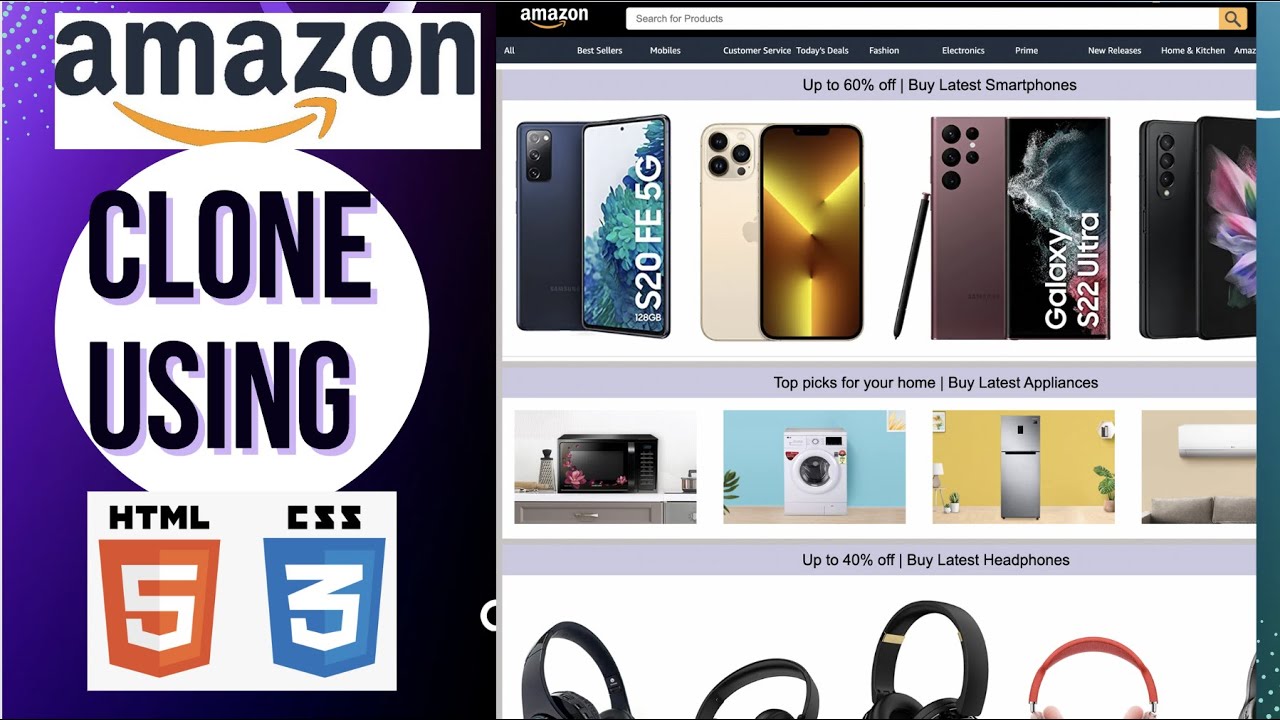 amazon
CLONE
USING
HTML
CSS
5
3
amazon
Search for Products
All
Best Sellers
Mobiles
Customer Service
Today's Deals
Fashion
Electronics
Prime
New Releases
Home & Kitchen
Amaz
Up to 60% off | Buy Latest Smartphones
S20 FE 5G
128GB
SAMSUNG
Galaxy
S22 Ultra
Top picks for your home | Buy Latest Appliances
Up to 40% off | Buy Latest Headphones